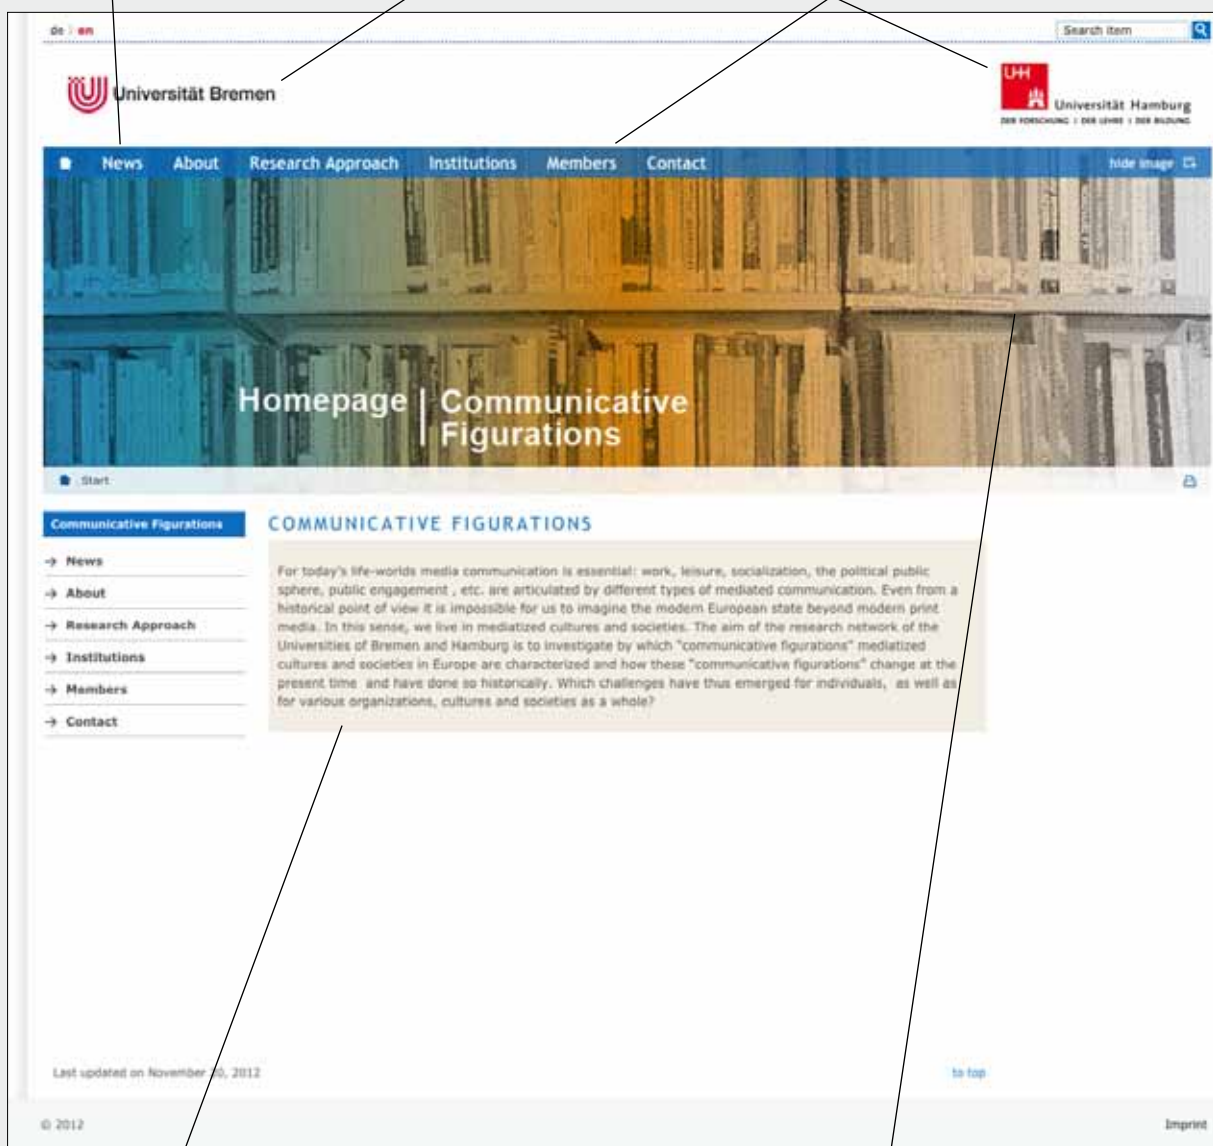 de | en
Search item
Universität Bremen
UHH
Universität Hamburg
DER FORSCHUNG | DER LEHRE | DER BILDUNG
News About Research Approach Institutions Members Contact hide image
Homepage | Communicative
Figurations
Start
Communicative Figurations
COMMUNICATIVE FIGURATIONS
→ News
→ About
→ Research Approach
→ Institutions
→ Members
→ Contact
For today's life-worlds media communication is essential: work, leisure, socialization, the political public
sphere, public engagement , etc. are articulated by different types of mediated communication. Even from a
historical point of view it is impossible for us to imagine the modern European state beyond modern print
media. In this sense, we live in mediatized cultures and societies. The aim of the research network of the
Universities of Bremen and Hamburg is to investigate by which "communicative figurations" mediatized
cultures and societies in Europe are characterized and how these "communicative figurations" change at the
present time and have done so historically. Which challenges have thus emerged for individuals, as well as
for various organizations, cultures and societies as a whole?
Last updated on November 20, 2012
to top
© 2012
Imprint